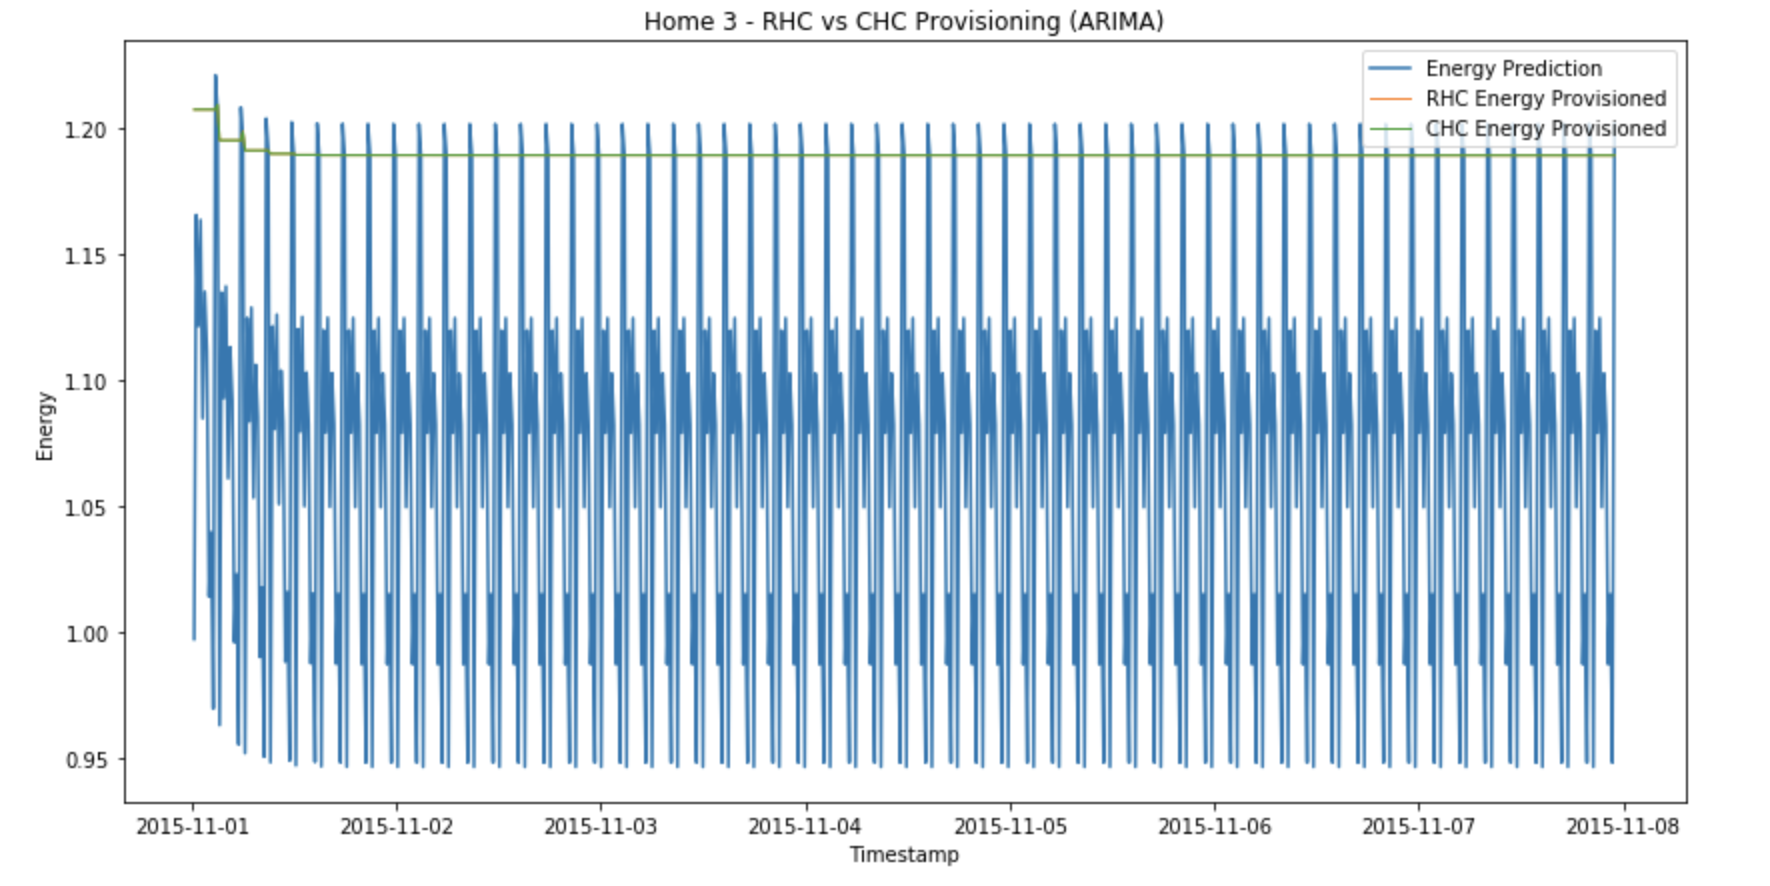 Home 3 - RHC vs CHC Provisioning (ARIMA)
Energy Prediction
RHC Energy Provisioned
CHC Energy Provisioned
1.20
1.15
1.10
1.05
1.00
0.95
Energy
2015-11-01 2015-11-02 2015-11-03 2015-11-04 2015-11-05 2015-11-06 2015-11-07 2015-11-08
Timestamp